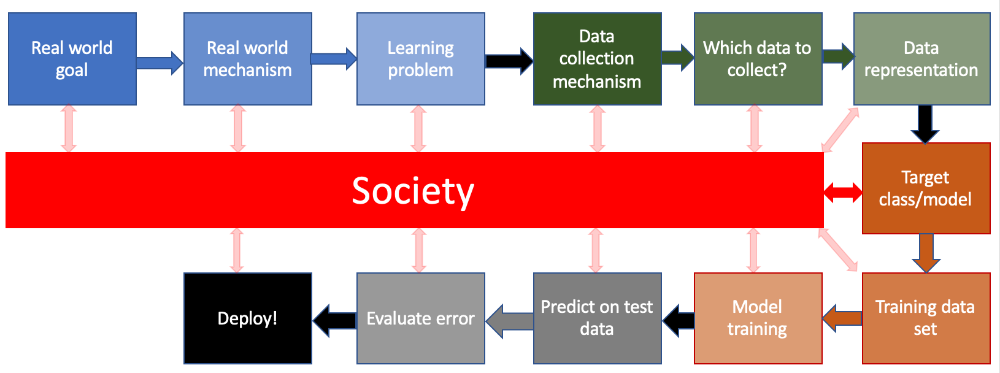 Real world
goal
Real world
mechanism
Learning
problem
Data
collection
mechanism
Which data to
collect?
Data
representation
Society
Target
class/model
Deploy!
Evaluate error
Predict on test
data
Model
training
Training data
set